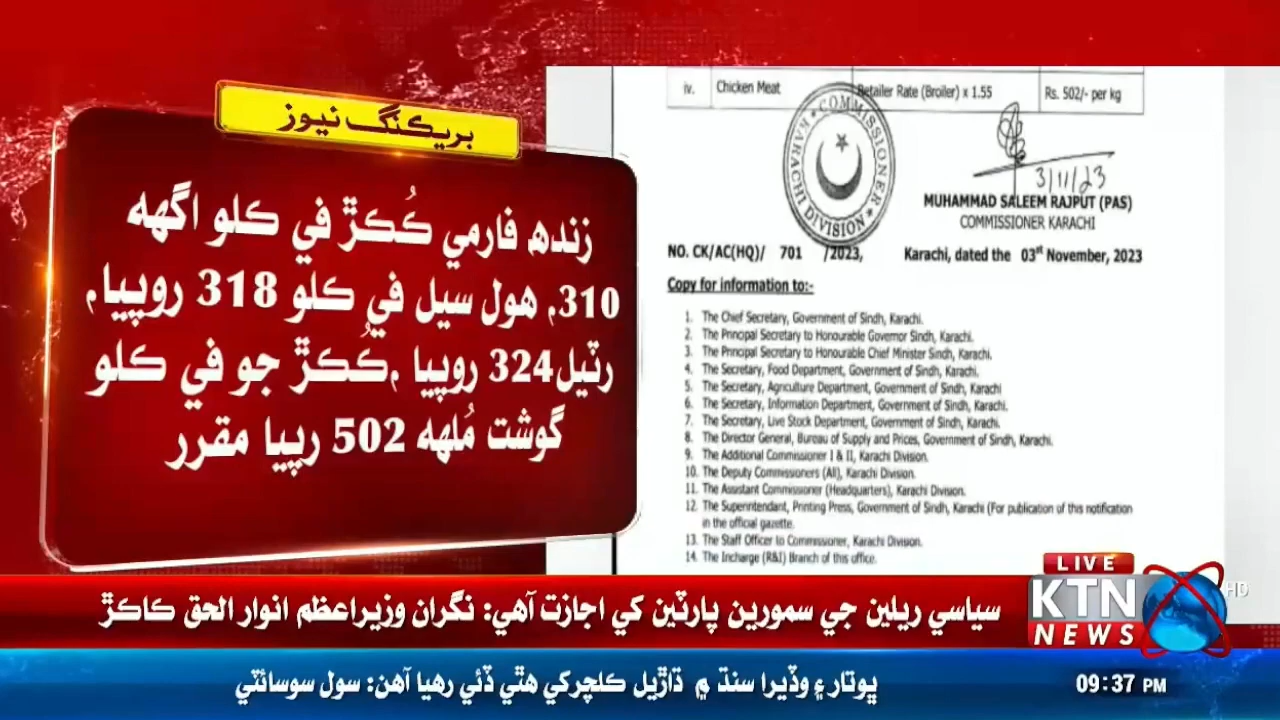 بريڪنگ نيوز
زندھ فارمي ڪُڪڙ في ڪلو اگهه
310، هول سيل في ڪلو 318 روپيا،
رٽيل324 روپيا ،ڪُڪڙ جو في ڪلو
گوشت مُلهه 502 رپيا مقرر
iv. Chicken Meat Retailer Rate (Broiler) x 1.55 Rs. 502/- per kg
COMMISSIONER KARACHI DIVISION
3/11/23
MUHAMMAD SALEEM RAJPUT (PAS)
COMMISSIONER KARACHI
NO. CK/AC(HQ)/ 701 /2023, Karachi, dated the 03rd November, 2023
Copy for information to:-
1. The Chief Secretary, Government of Sindh, Karachi.
2. The Principal Secretary to Honourable Governor Sindh, Karachi.
3. The Principal Secretary to Honourable Chief Minister Sindh, Karachi.
4. The Secretary, Food Department, Government of Sindh, Karachi.
5. The Secretary, Agriculture Department, Government of Sindh, Karachi
6. The Secretary, Information Department, Government of Sindh, Karachi.
7. The Secretary, Live Stock Department, Government of Sindh, Karachi.
8. The Director General, Bureau of Supply and Prices, Government of Sindh, Karachi.
9. The Additional Commissioner I & II, Karachi Division.
10. The Deputy Commissioners (All), Karachi Division.
11. The Assistant Commissioner (Headquarters), Karachi Division.
12. The Superintendant, Printing Press, Government of Sindh, Karachi (For publication of this notification
in the official gazette.
13. The Staff Officer to Commissioner, Karachi Division.
14. The Incharge (R&I) Branch of this office.
LIVE
KTN
NEWS
HD
سياسي ريلين جي سمورين پارٽين کي اجازت آهي: نگران وزيراعظم انوار الحق ڪاڪڙ
ڀوتار ۽ وڏيرا سنڌ ۾ ڌاڙيل ڪلچرکي هٿي ڏئي رهيا آهن: سول سوسائٽي
09:37 PM